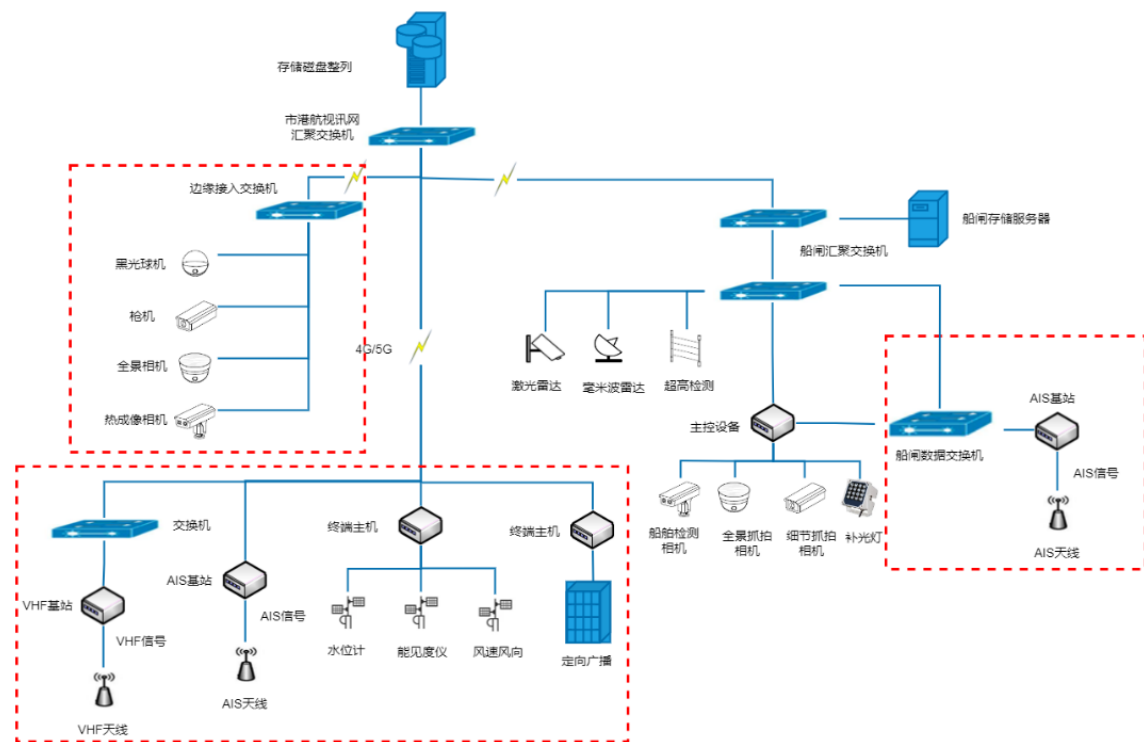 存储磁盘整列
市港航视讯网
汇聚交换机
边缘接入交换机
黑光球机
枪机
全景相机
热成像相机
4G/5G
船闸存储服务器
船闸汇聚交换机
激光雷达
毫米波雷达
超高检测
主控设备
船舶检测
相机
全景抓拍
相机
细节抓拍
相机
补光灯
船闸数据交换机
AIS基站
AIS信号
AIS天线
交换机
VHF基站
VHF信号
VHF天线
AIS基站
AIS信号
AIS天线
终端主机
水位计
能见度仪
风速风向
终端主机
定向广播